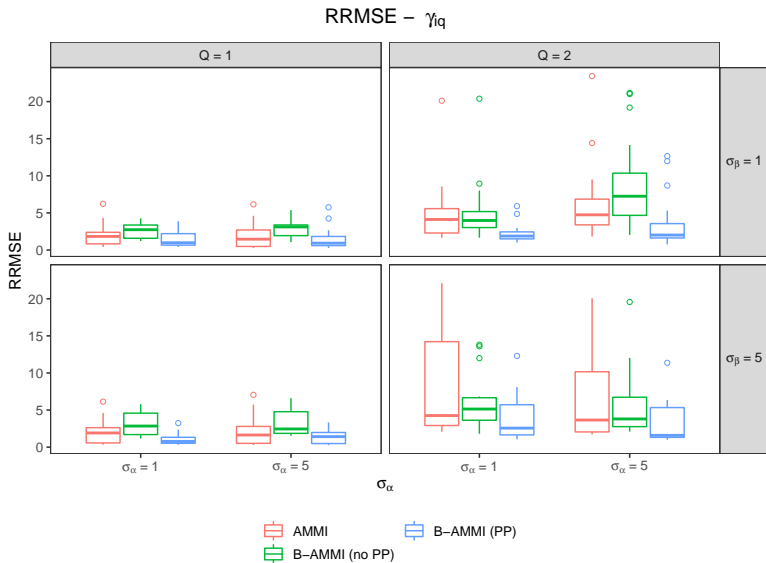 RRMSE − γiq
Q = 1
Q = 2
20
15
10
5
0
σβ = 1
20
15
10
5
0
σβ = 5
RRMSE
σα = 1
σα = 5
σα = 1
σα = 5
σα
AMMI
B−AMMI (PP)
B−AMMI (no PP)